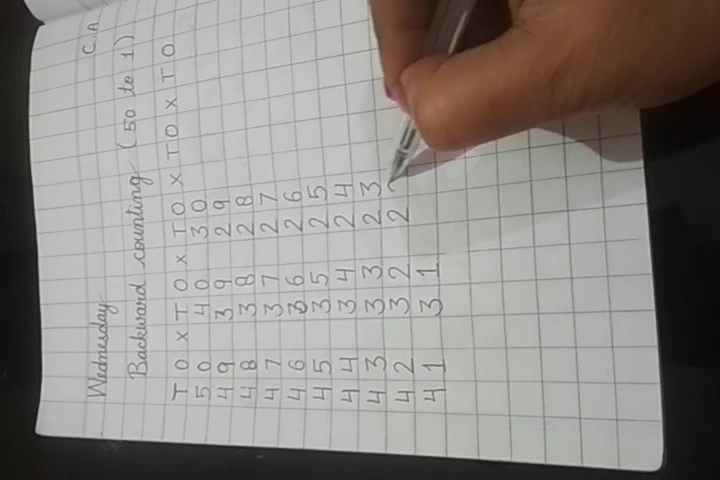 Wednesday C.A
Backward counting (50 to 1)
T O X T O X T O X T O X T O
5 0 4 0 3 0
4 9 3 9 2 9
4 8 3 8 2 8
4 7 3 7 2 7
4 6 3 6 2 6
4 5 3 5 2 5
4 4 3 4 2 4
4 3 3 3 2 3
4 2 3 2 2
4 1 3 1